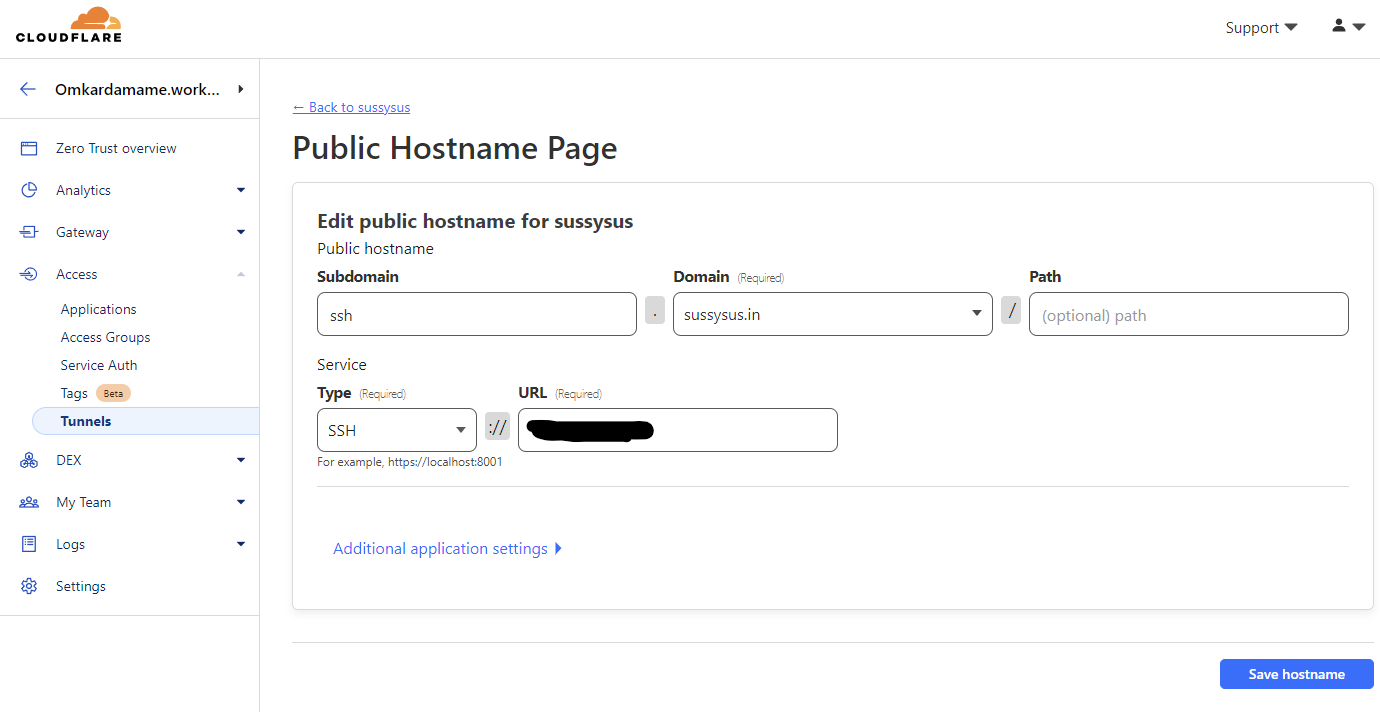 CLOUDFLARE
Support
Omkardamame.work...
Zero Trust overview
Analytics
Gateway
Access
Applications
Access Groups
Service Auth
Tags Beta
Tunnels
DEX
My Team
Logs
Settings
← Back to sussysus
Public Hostname Page
Edit public hostname for sussysus
Public hostname
Subdomain Domain (Required) Path
ssh . sussysus.in / (optional) path
Service
Type (Required) URL (Required)
SSH ://
For example, https://localhost:8001
Additional application settings
Save hostname